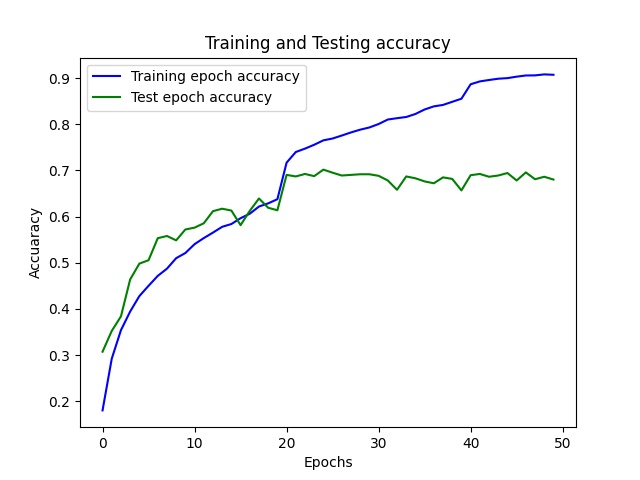 Training and Testing accuracy
Training epoch accuracy
Test epoch accuracy
0.9
0.8
0.7
0.6
0.5
0.4
0.3
0.2
Accuaracy
0 10 20 30 40 50
Epochs